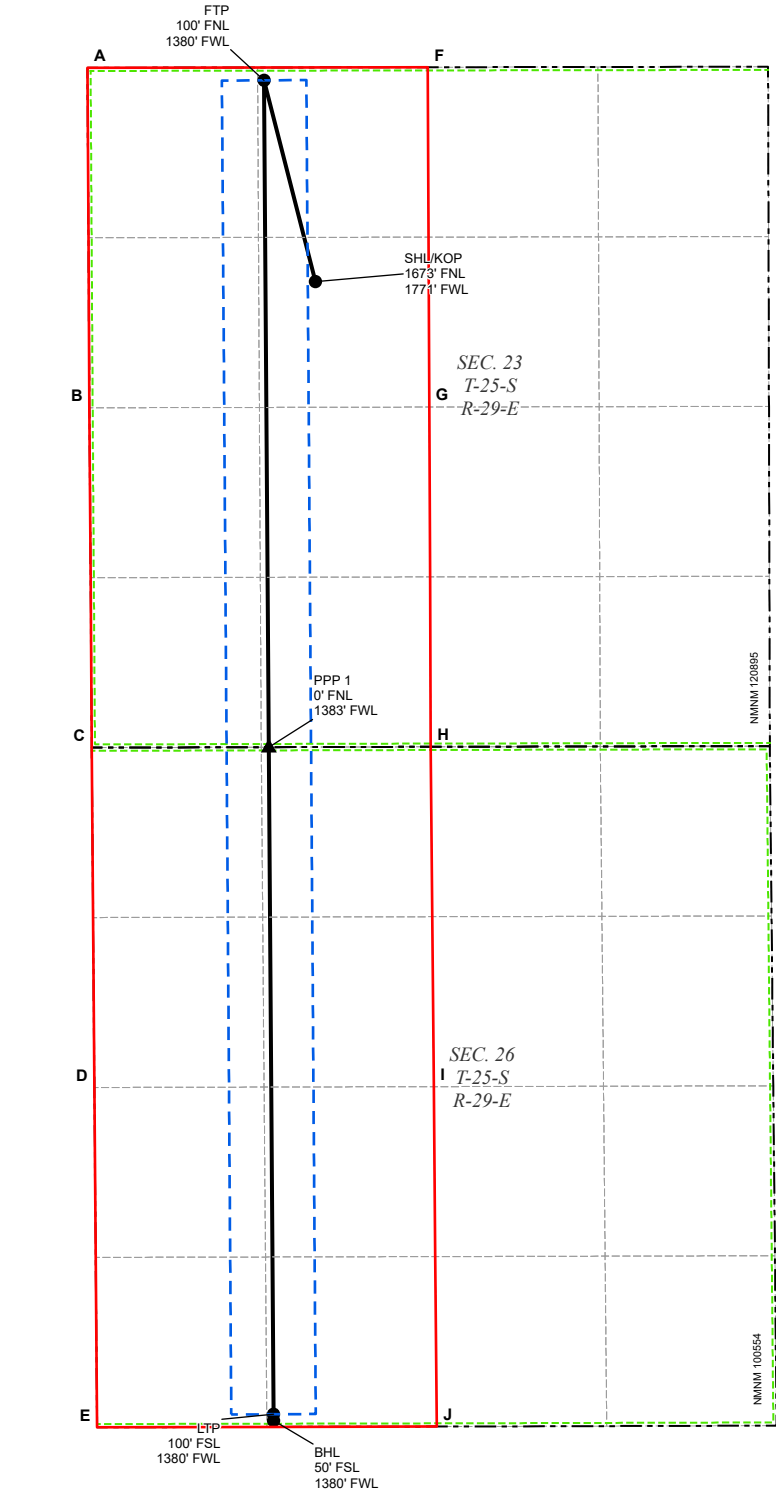 FTP
100' FNL
1380' FWL
A
F
SHL/KOP
1673' FNL
1771' FWL
SEC. 23
T-25-S
R-29-E
B
G
NMNM 120895
PPP 1
0' FNL
1383' FWL
C
H
SEC. 26
T-25-S
R-29-E
D
I
NMNM 100554
E
J
LTP
100' FSL
1380' FWL
BHL
50' FSL
1380' FWL